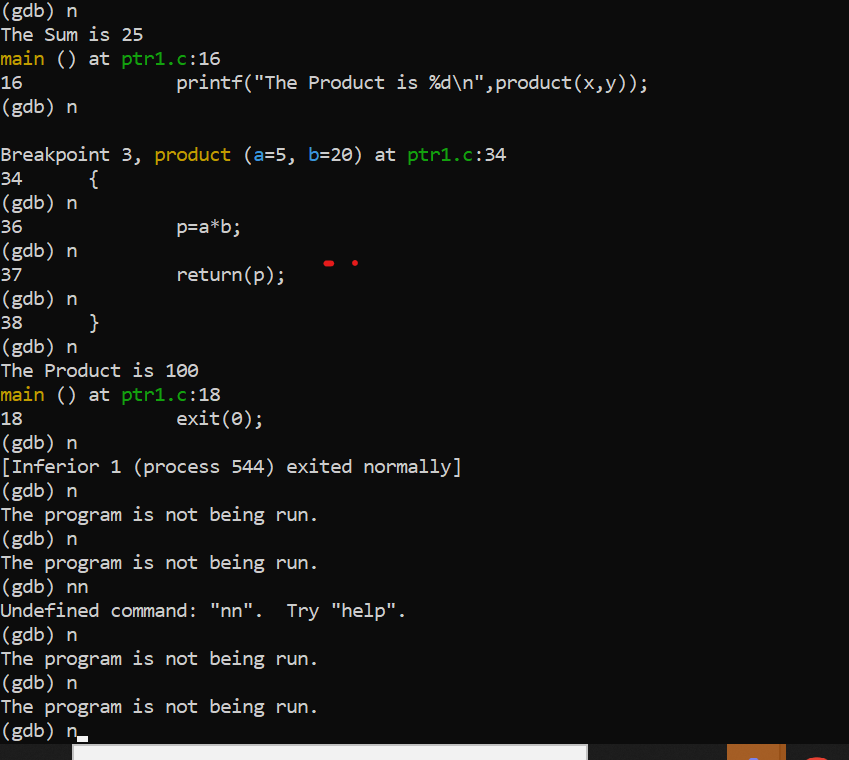 (gdb) n
The Sum is 25
main () at ptr1.c:16
16              printf("The Product is %d\n",product(x,y));
(gdb) n

Breakpoint 3, product (a=5, b=20) at ptr1.c:34
34      {
(gdb) n
36              p=a*b;
(gdb) n
37              return(p);
(gdb) n
38      }
(gdb) n
The Product is 100
main () at ptr1.c:18
18              exit(0);
(gdb) n
[Inferior 1 (process 544) exited normally]
(gdb) n
The program is not being run.
(gdb) n
The program is not being run.
(gdb) nn
Undefined command: "nn".  Try "help".
(gdb) n
The program is not being run.
(gdb) n
The program is not being run.
(gdb) n